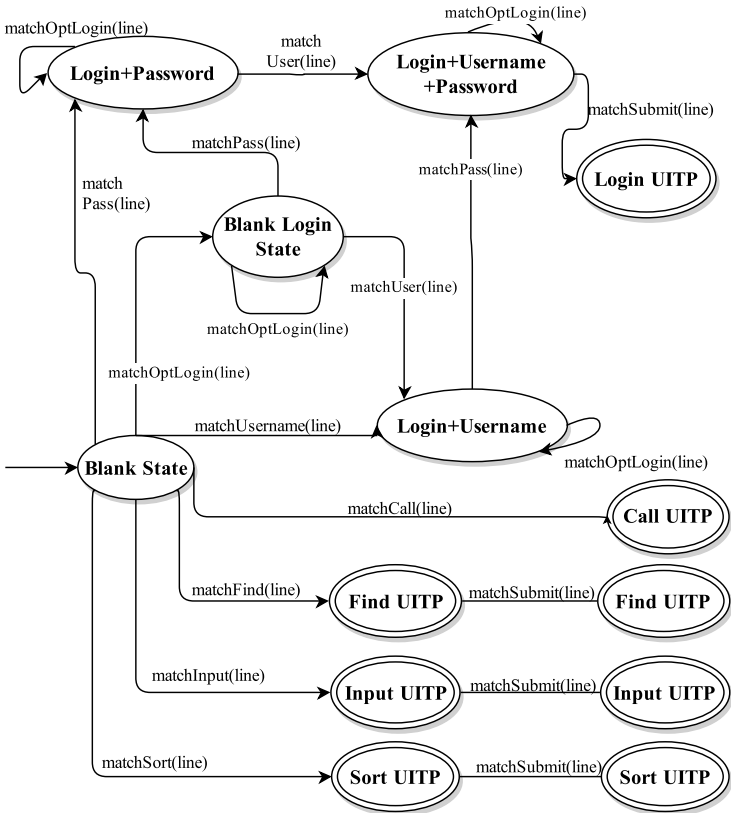 matchOptLogin(line)
matchOptLogin(line)
match
User(line)
Login+Password
Login+Username
+Password
matchSubmit(line)
matchPass(line)
matchPass(line)
Login UITP
match
Pass(line)
Blank Login
State
matchUser(line)
matchOptLogin(line)
matchOptLogin(line)
matchUsername(line)
Login+Username
matchOptLogin(line)
Blank State
matchCall(line)
Call UITP
matchFind(line)
Find UITP
matchSubmit(line)
Find UITP
matchInput(line)
Input UITP
matchSubmit(line)
Input UITP
matchSort(line)
Sort UITP
matchSubmit(line)
Sort UITP